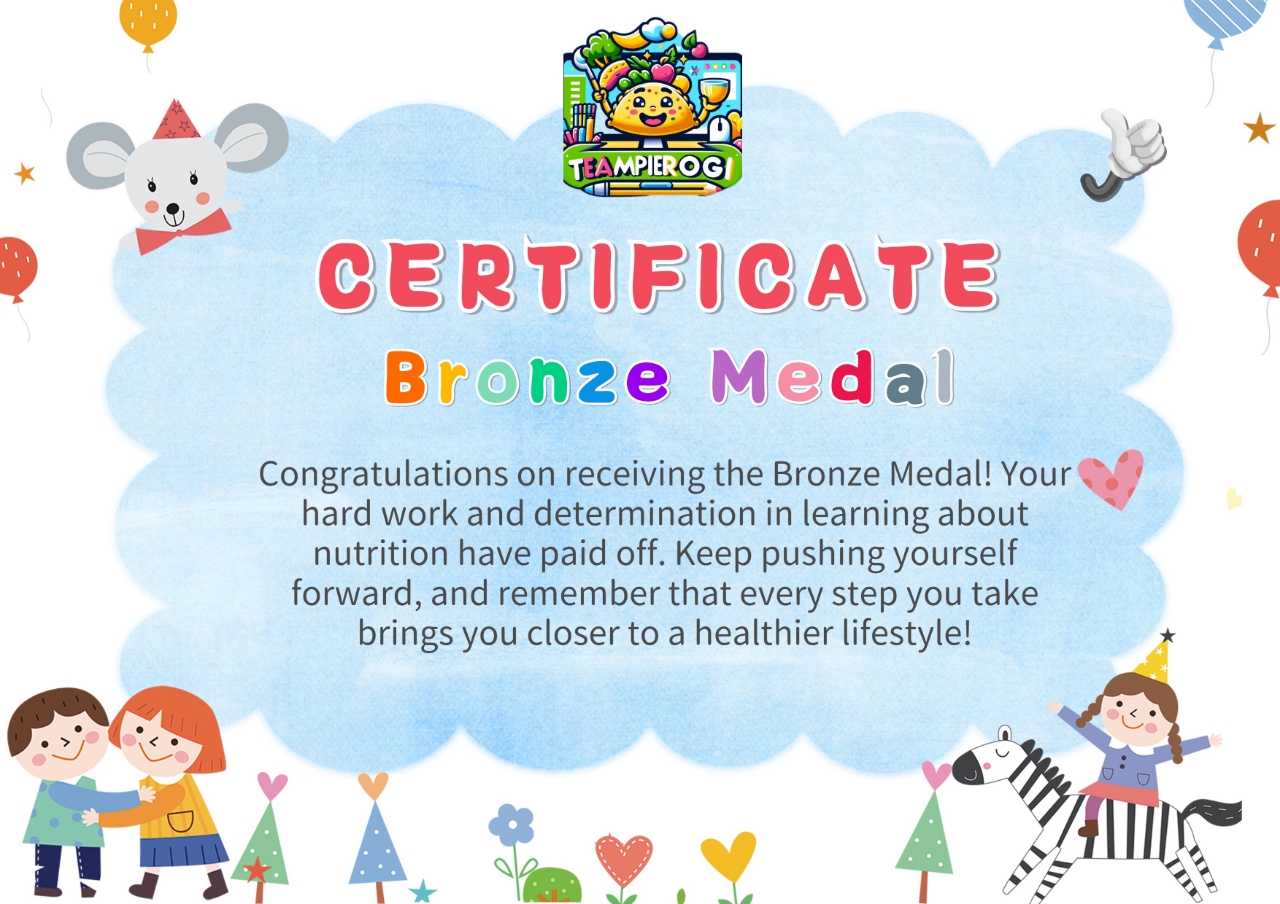 TEAMPIEROGI
CERTIFICATE
Bronze Medal
Congratulations on receiving the Bronze Medal! Your
hard work and determination in learning about
nutrition have paid off. Keep pushing yourself
forward, and remember that every step you take
brings you closer to a healthier lifestyle!